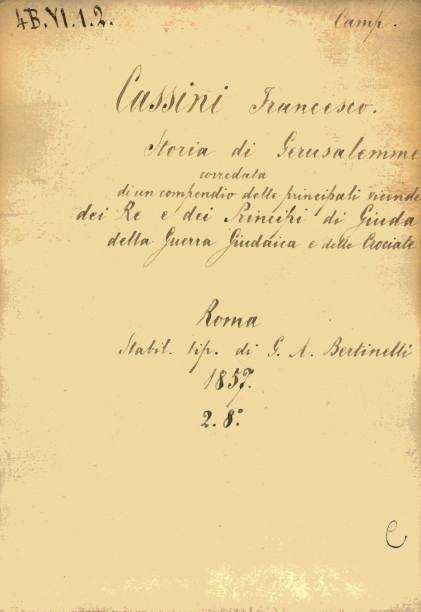 4B.VI.1.2.
Camp.
Cassini Francesco.
Storia di Gerusalemme
corredata
di un compendio delle principali vicende
dei Re e dei Principi di Giuda
della Guerra Giudaica e delle Crociate
Roma
Stabil. tip. di G. A. Bertinelli
1857.
2. 8.°
C